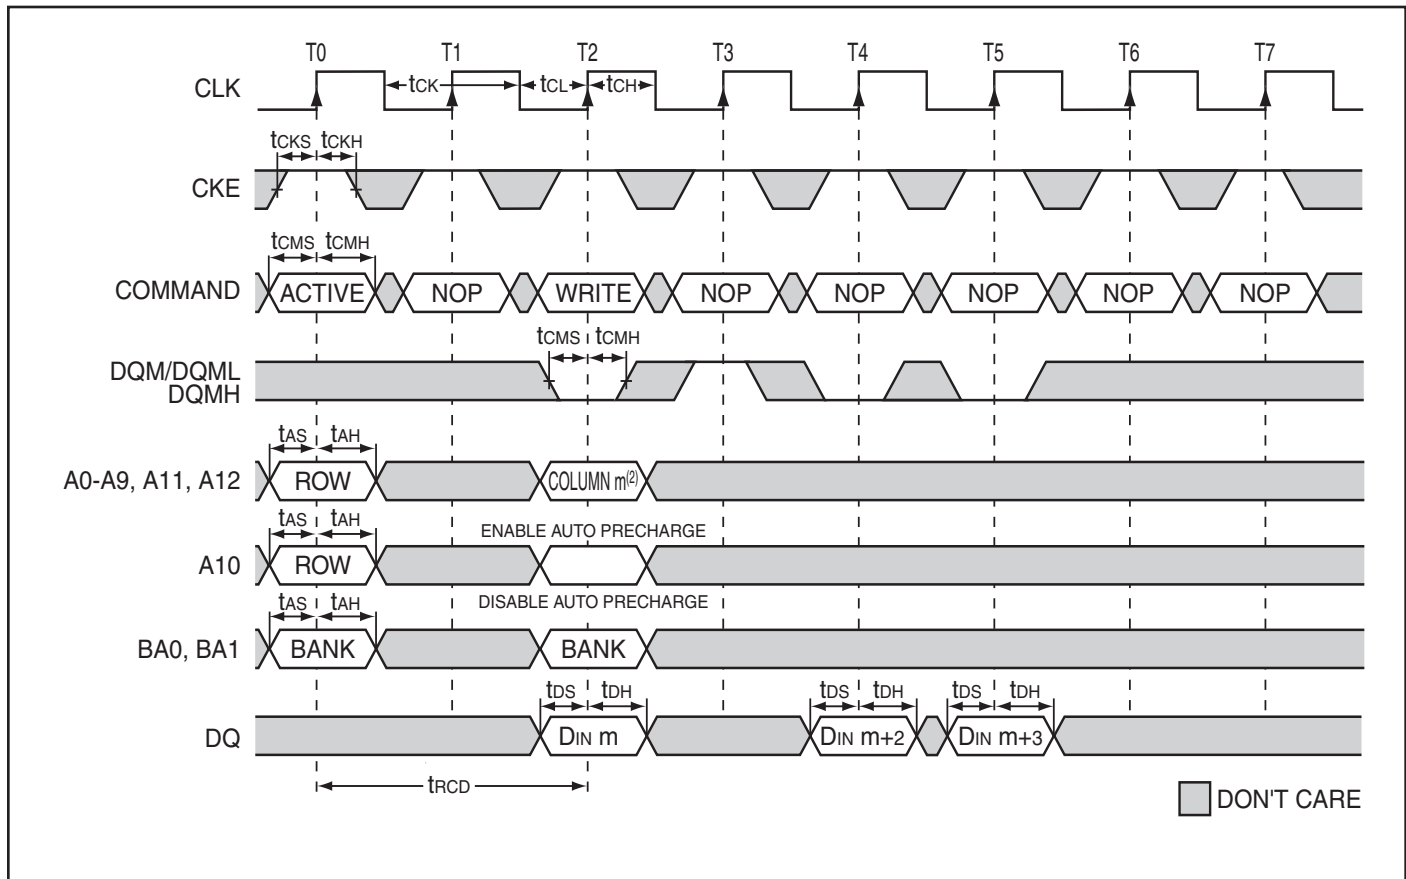 T0 T1 T2 T3 T4 T5 T6 T7
CLK tCK tCL tCH
tCKS tCKH
CKE
tCMS tCMH
COMMAND ACTIVE NOP WRITE NOP NOP NOP NOP NOP
tCMS tCMH
DQM/DQML
DQMH
tAS tAH
A0-A9, A11, A12 ROW COLUMN m(2)
tAS tAH ENABLE AUTO PRECHARGE
A10 ROW
tAS tAH DISABLE AUTO PRECHARGE
BA0, BA1 BANK BANK
tDS tDH tDS tDH tDS tDH
DQ DIN m DIN m+2 DIN m+3
tRCD
DON'T CARE